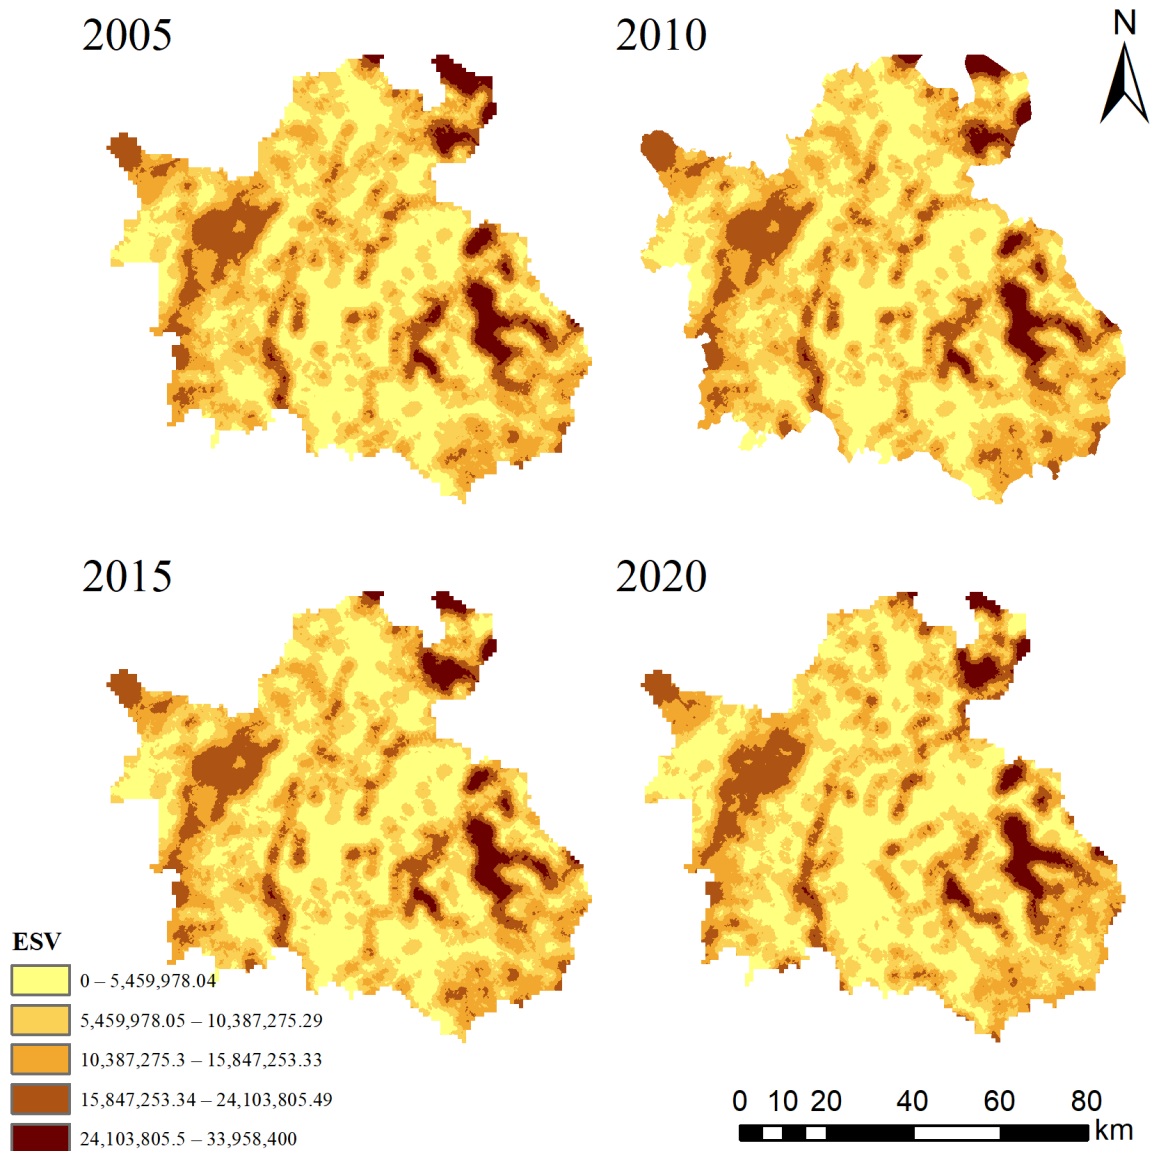 2005
2010
N
2015
2020
ESV
0 – 5,459,978.04
5,459,978.05 – 10,387,275.29
10,387,275.3 – 15,847,253.33
15,847,253.34 – 24,103,805.49
24,103,805.5 – 33,958,400
0 10 20 40 60 80
km